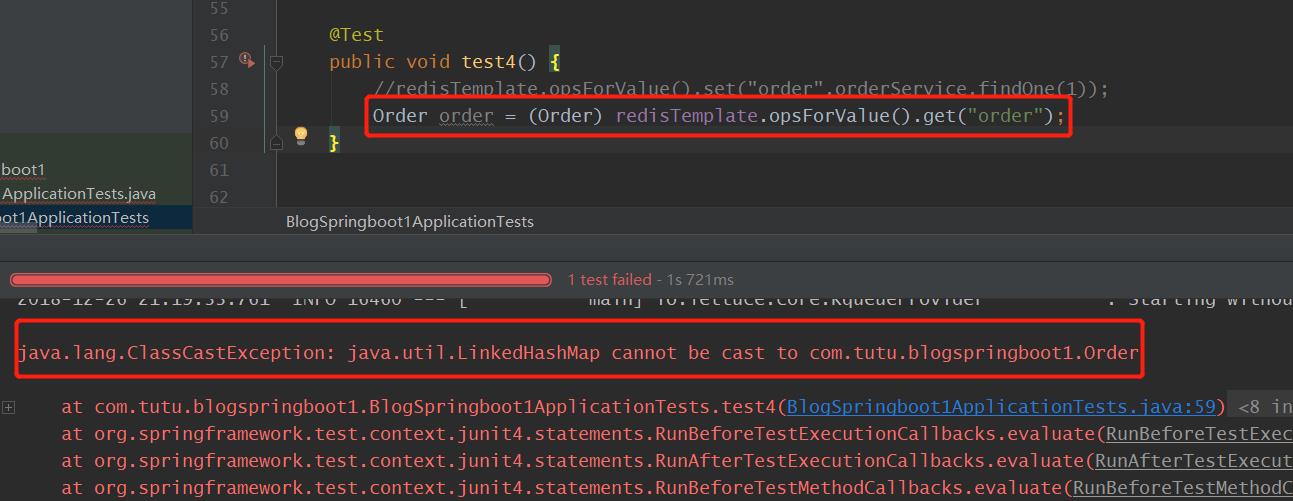 55
56 @Test
57 public void test4() {
58 //redisTemplate.opsForValue().set("order",orderService.findOne(1));
59 Order order = (Order) redisTemplate.opsForValue().get("order");
60 }
61
62
boot1
ApplicationTests.java
ot1ApplicationTests
BlogSpringboot1ApplicationTests
1 test failed - 1s 721ms
2018-12-26 21:19:33.761 INFO 16460 --- [ main] io.lettuce.core.KqueueProvider : Starting withou
java.lang.ClassCastException: java.util.LinkedHashMap cannot be cast to com.tutu.blogspringboot1.Order
at com.tutu.blogspringboot1.BlogSpringboot1ApplicationTests.test4(BlogSpringboot1ApplicationTests.java:59) <8 in
at org.springframework.test.context.junit4.statements.RunBeforeTestExecutionCallbacks.evaluate(RunBeforeTestExec
at org.springframework.test.context.junit4.statements.RunAfterTestExecutionCallbacks.evaluate(RunAfterTestExecut
at org.springframework.test.context.junit4.statements.RunBeforeTestMethodCallbacks.evaluate(RunBeforeTestMethodC